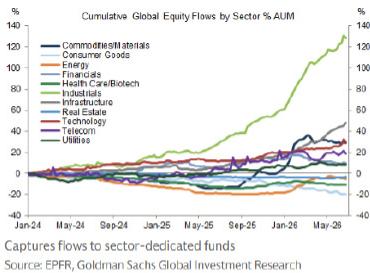 Cumulative Global Equity Flows by Sector % AUM
% %
140 140
120 120
100 100
80 80
60 60
40 40
20 20
0 0
-20 -20
-40 -40
Commodities/Materials
Consumer Goods
Energy
Financials
Health Care/Biotech
Industrials
Infrastructure
Real Estate
Technology
Telecom
Utilities
Jan-24 May-24 Sep-24 Jan-25 May-25 Sep-25 Jan-26 May-26
Captures flows to sector-dedicated funds
Source: EPFR, Goldman Sachs Global Investment Research